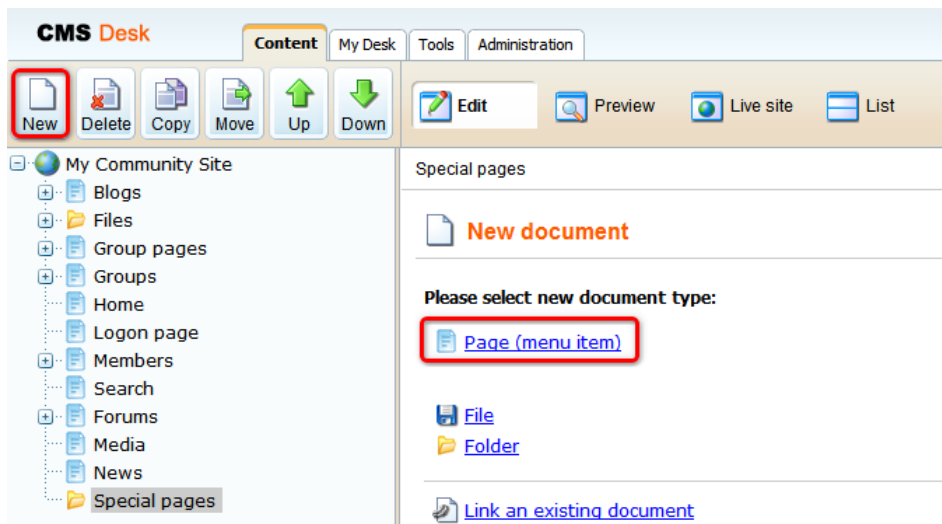 CMS Desk
Content My Desk Tools Administration
New Delete Copy Move Up Down
Edit Preview Live site List
My Community Site
Blogs
Files
Group pages
Groups
Home
Logon page
Members
Search
Forums
Media
News
Special pages
Special pages
New document
Please select new document type:
Page (menu item)
File
Folder
Link an existing document